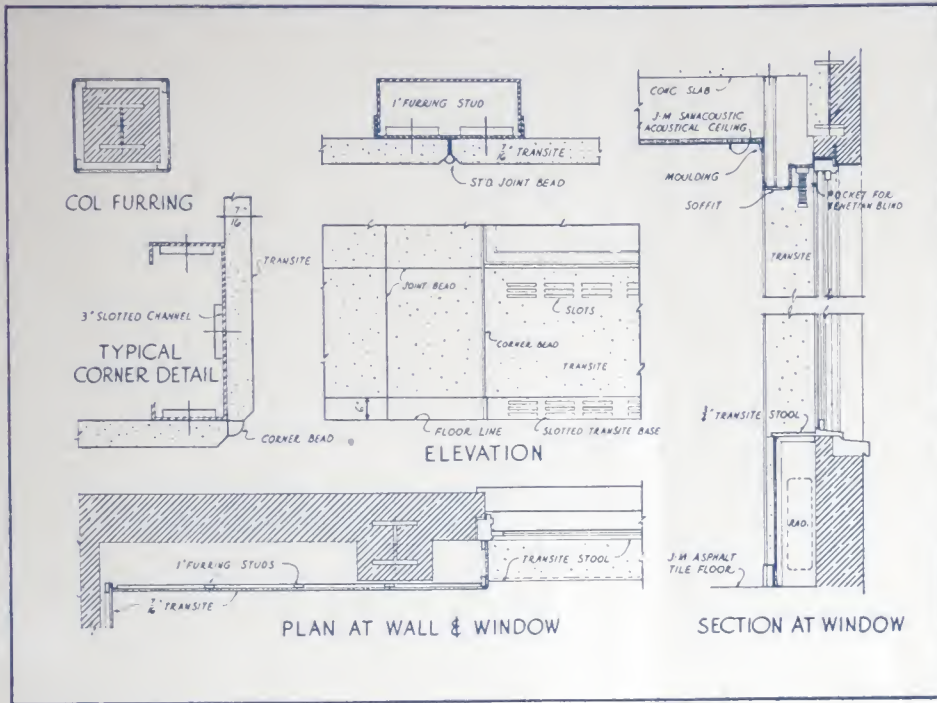 COL FURRING
1" FURRING STUD
7/16" TRANSITE
ST'D. JOINT BEAD
7"
16
TRANSITE
3" SLOTTED CHANNEL
TYPICAL
CORNER DETAIL
CORNER BEAD
JOINT BEAD
SLOTS
CORNER BEAD
TRANSITE
6"
FLOOR LINE
SLOTTED TRANSITE BASE
ELEVATION
CONC SLAB
J-M SANACOUSTIC
ACOUSTICAL CEILING
MOULDING
SOFFIT
POCKET FOR
VENETIAN BLIND
TRANSITE
3/4" TRANSITE STOOL
RAD.
J-M ASPHALT
TILE FLOOR
SECTION AT WINDOW
1" FURRING STUDS
7/16" TRANSITE
TRANSITE STOOL
PLAN AT WALL & WINDOW